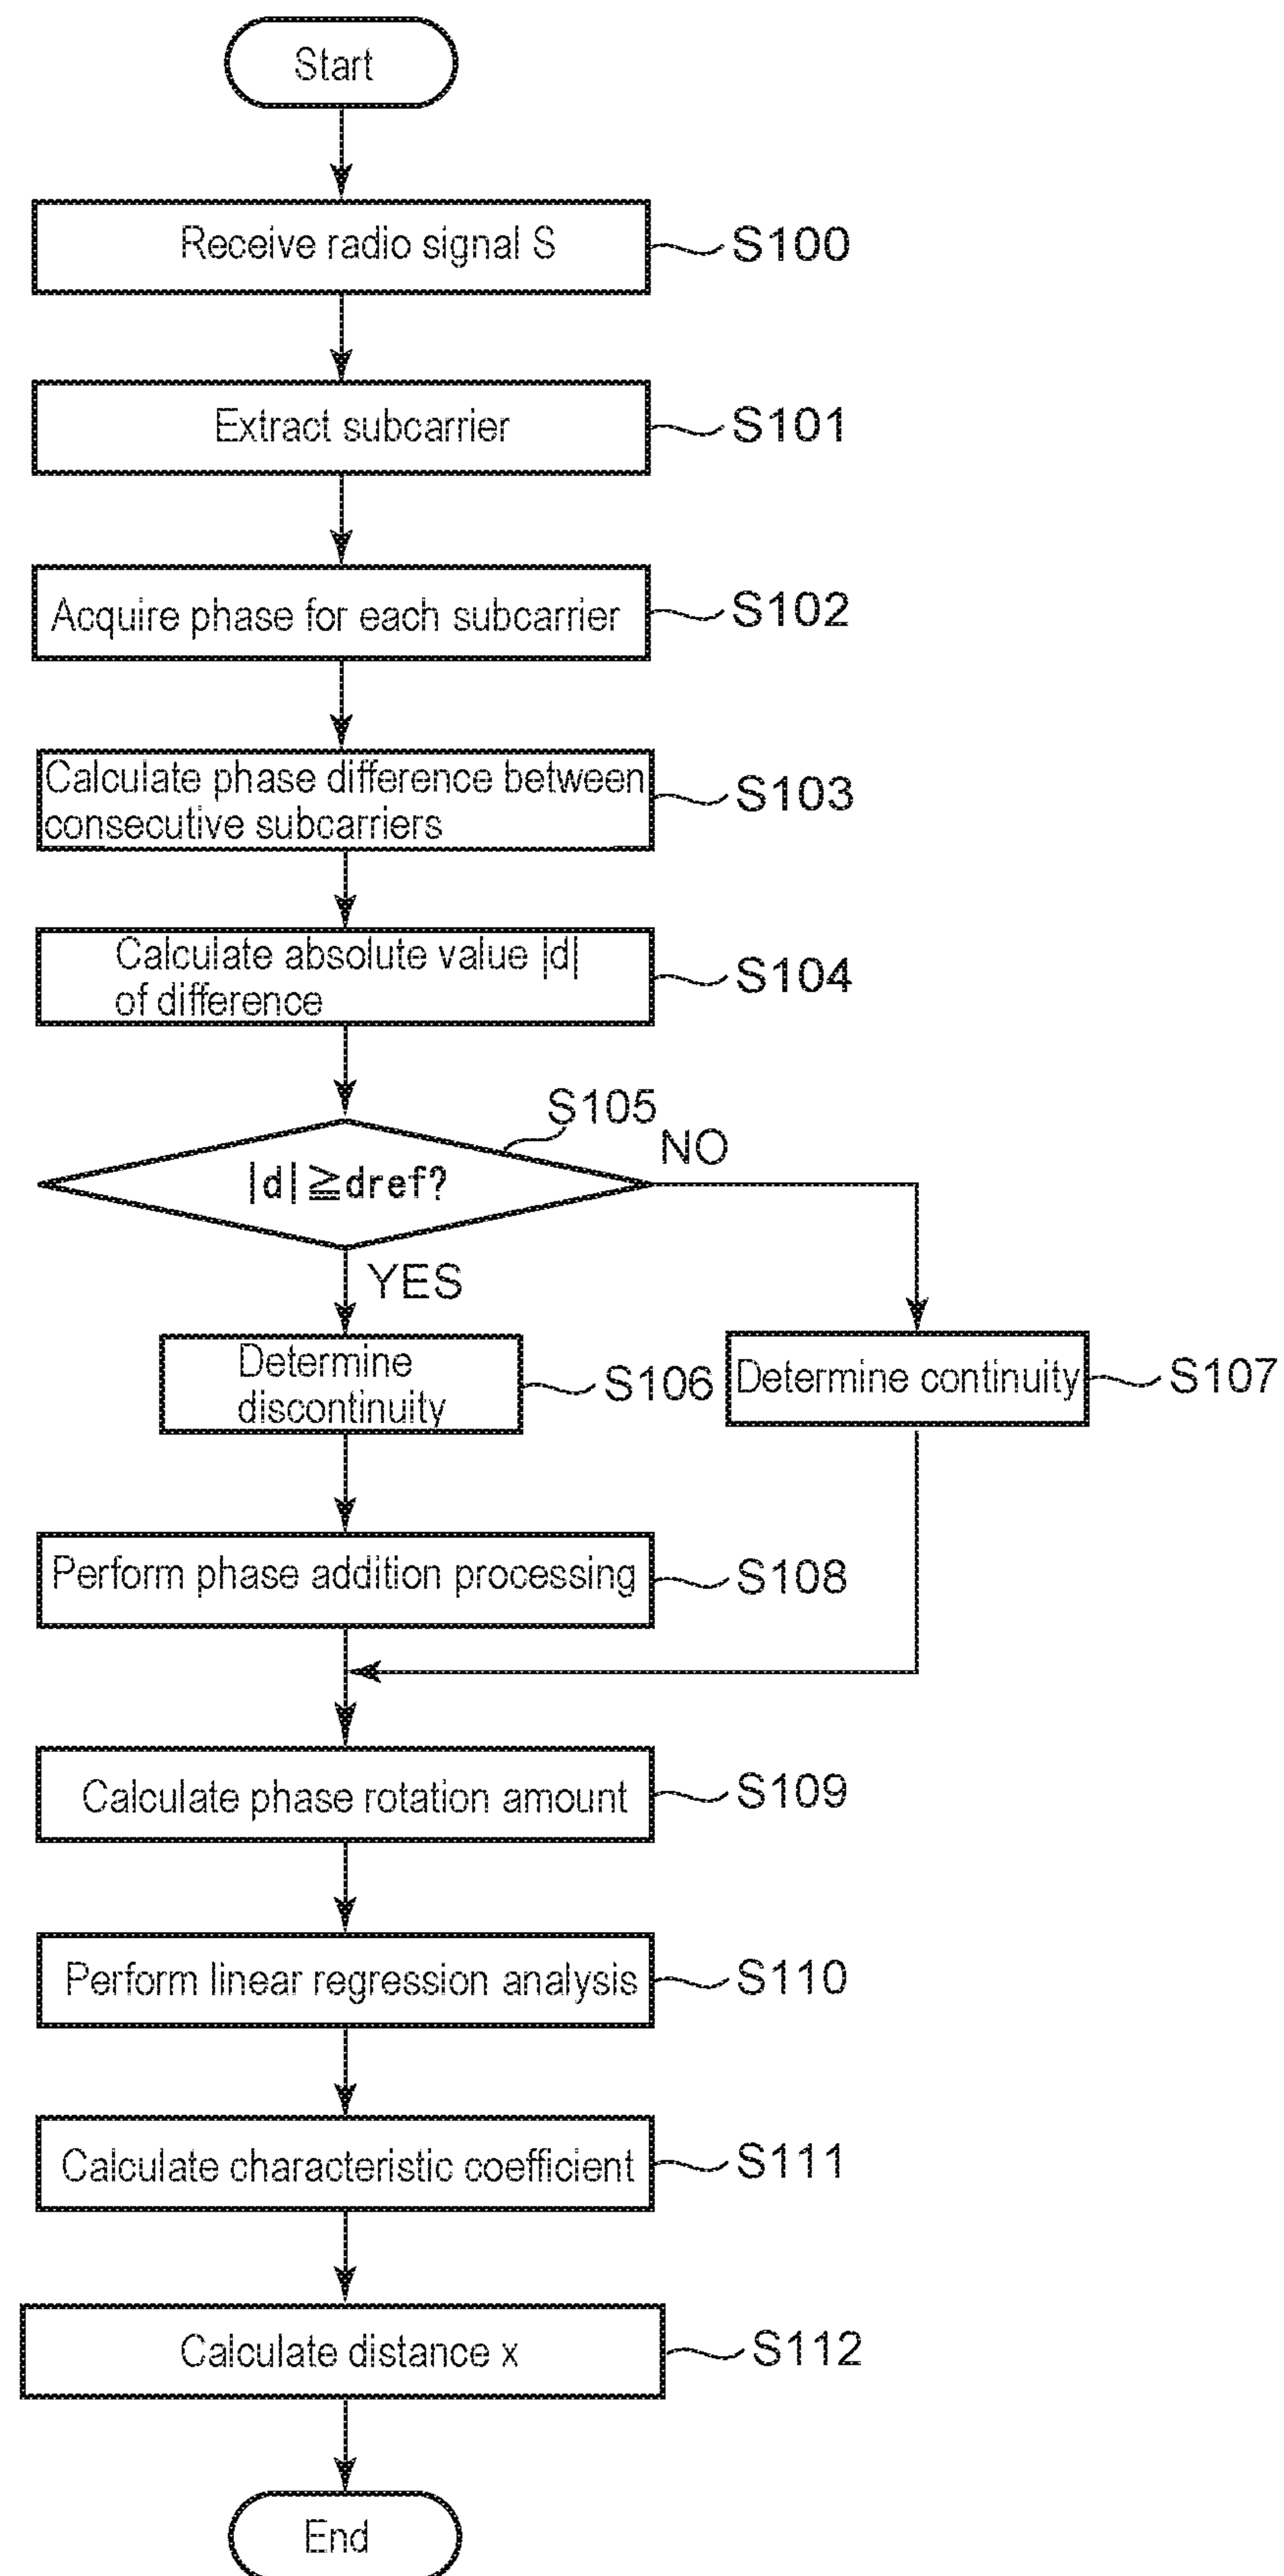 Start
Receive radio signal S
S100
Extract subcarrier
S101
Acquire phase for each subcarrier
S102
Calculate phase difference between
consecutive subcarriers
S103
Calculate absolute value |d|
of difference
S104
S105
|d|≧dref?
NO
YES
Determine
discontinuity
S106
Determine continuity
S107
Perform phase addition processing
S108
Calculate phase rotation amount
S109
Perform linear regression analysis
S110
Calculate characteristic coefficient
S111
Calculate distance x
S112
End